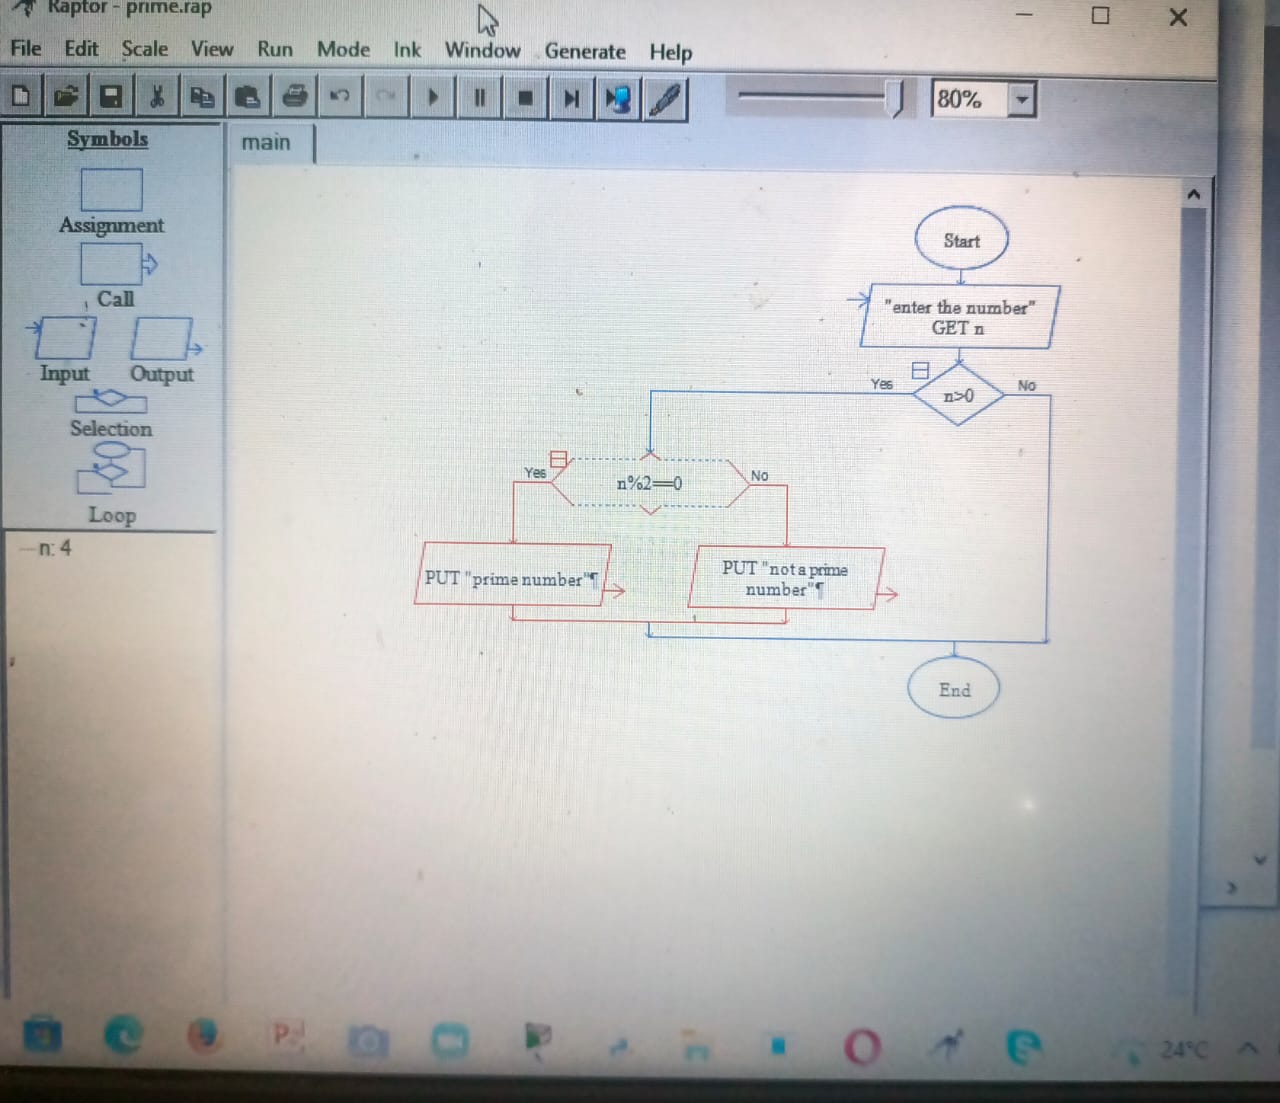 Raptor - prime.rap
File Edit Scale View Run Mode Ink Window Generate Help
80%
Symbols
main
Assignment
Call
Input Output
Selection
Loop
n: 4
Start
"enter the number"
GET n
Yes
n>0
No
Yes
n%2==0
No
PUT "prime number"¶
PUT "not a prime
number"¶
End
24°C